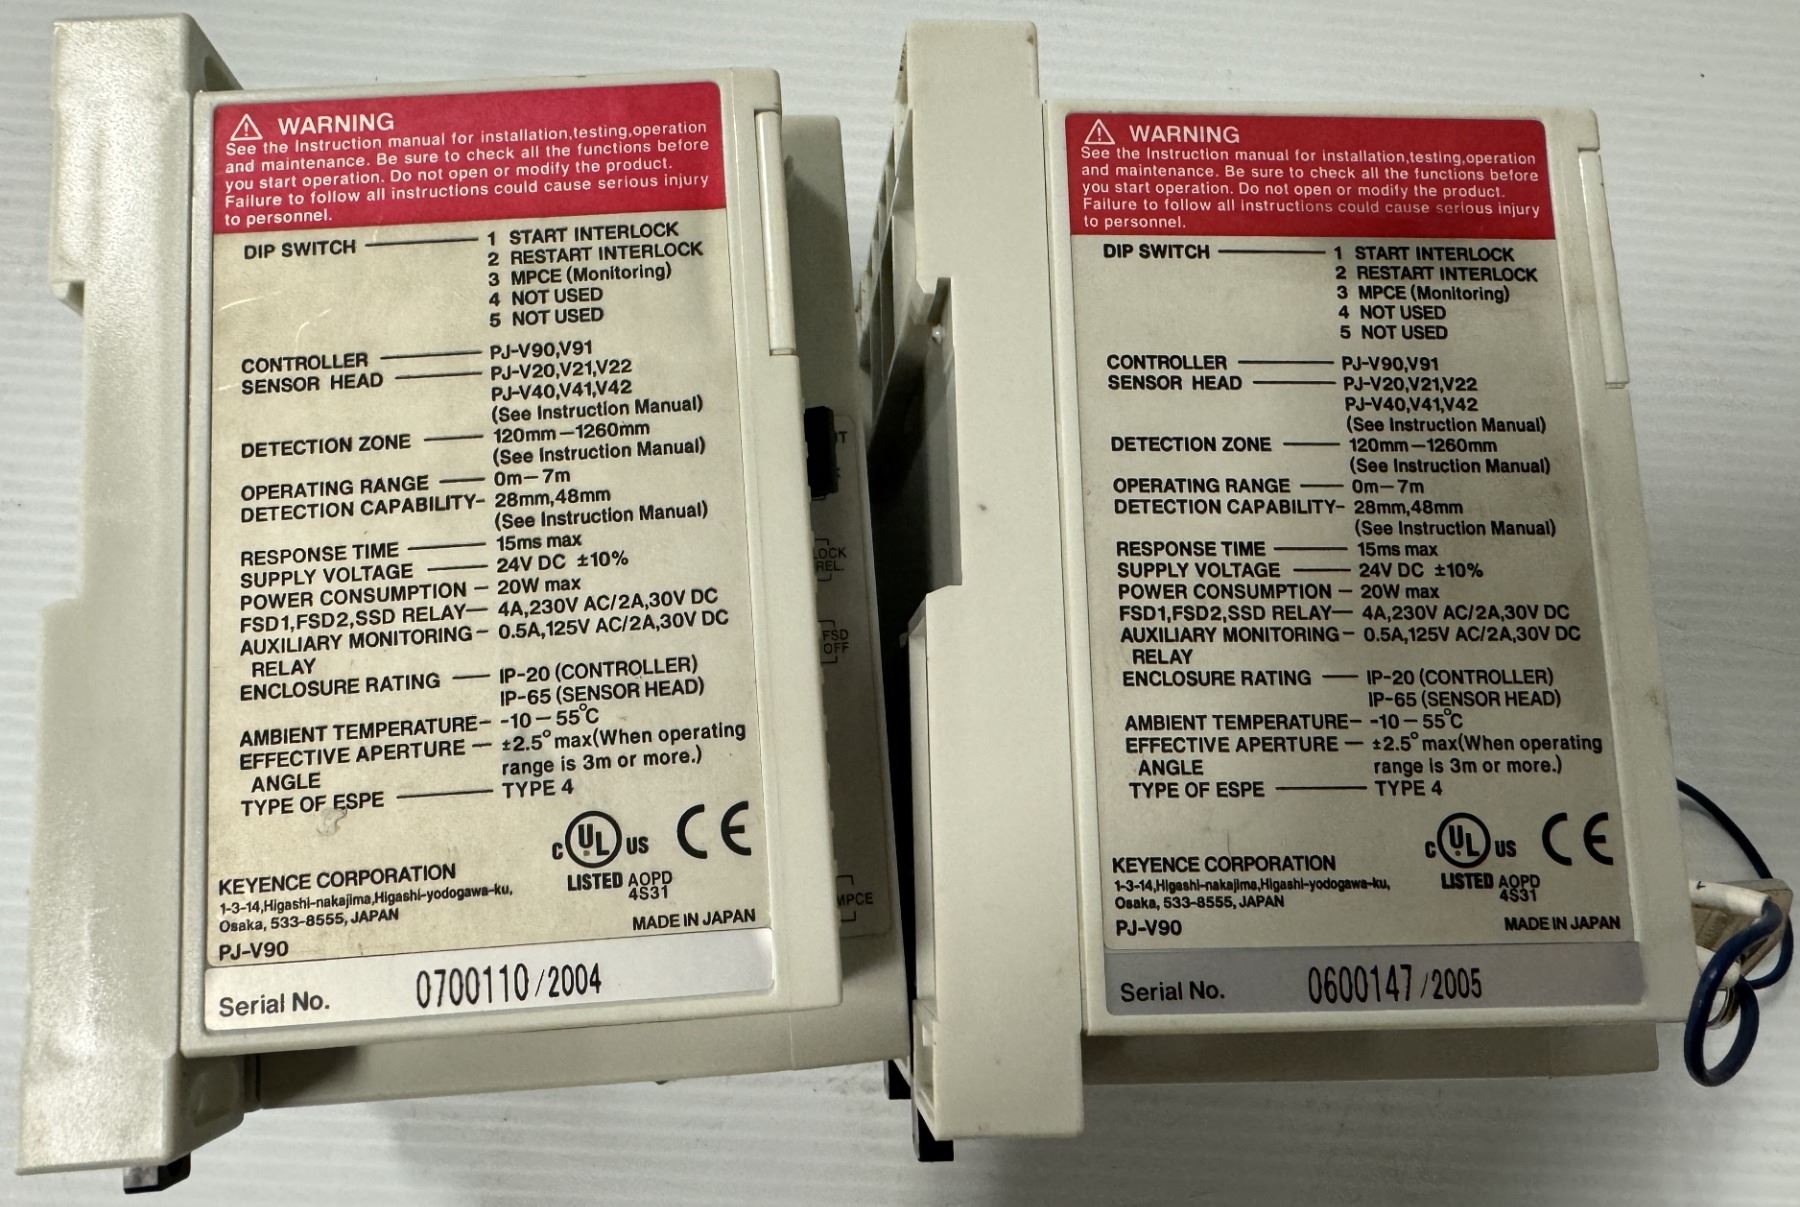 WARNING
See the Instruction manual for installation,testing,operation
and maintenance. Be sure to check all the functions before
you start operation. Do not open or modify the product.
Failure to follow all instructions could cause serious injury
to personnel.
DIP SWITCH 1 START INTERLOCK
2 RESTART INTERLOCK
3 MPCE (Monitoring)
4 NOT USED
5 NOT USED
CONTROLLER PJ-V90,V91
SENSOR HEAD PJ-V20,V21,V22
PJ-V40,V41,V42
(See Instruction Manual)
DETECTION ZONE 120mm—1260mm
(See Instruction Manual)
OPERATING RANGE 0m—7m
DETECTION CAPABILITY 28mm,48mm
(See Instruction Manual)
RESPONSE TIME 15ms max
SUPPLY VOLTAGE 24V DC ±10%
POWER CONSUMPTION 20W max
FSD1,FSD2,SSD RELAY 4A,230V AC/2A,30V DC
AUXILIARY MONITORING 0.5A,125V AC/2A,30V DC
RELAY
ENCLOSURE RATING IP-20 (CONTROLLER)
IP-65 (SENSOR HEAD)
AMBIENT TEMPERATURE -10—55°C
EFFECTIVE APERTURE ±2.5° max(When operating
ANGLE range is 3m or more.)
TYPE OF ESPE TYPE 4
C UL US CE
LISTED AOPD
4S31
KEYENCE CORPORATION
1-3-14,Higashi-nakajima,Higashi-yodogawa-ku,
Osaka, 533-8555, JAPAN
MADE IN JAPAN
PJ-V90
Serial No. 0700110/2004
LOCK
REL.
FSD
OFF
MPCE
WARNING
See the Instruction manual for installation,testing,operation
and maintenance. Be sure to check all the functions before
you start operation. Do not open or modify the product.
Failure to follow all instructions could cause serious injury
to personnel.
DIP SWITCH 1 START INTERLOCK
2 RESTART INTERLOCK
3 MPCE (Monitoring)
4 NOT USED
5 NOT USED
CONTROLLER PJ-V90,V91
SENSOR HEAD PJ-V20,V21,V22
PJ-V40,V41,V42
(See Instruction Manual)
DETECTION ZONE 120mm—1260mm
(See Instruction Manual)
OPERATING RANGE 0m—7m
DETECTION CAPABILITY 28mm,48mm
(See Instruction Manual)
RESPONSE TIME 15ms max
SUPPLY VOLTAGE 24V DC ±10%
POWER CONSUMPTION 20W max
FSD1,FSD2,SSD RELAY 4A,230V AC/2A,30V DC
AUXILIARY MONITORING 0.5A,125V AC/2A,30V DC
RELAY
ENCLOSURE RATING IP-20 (CONTROLLER)
IP-65 (SENSOR HEAD)
AMBIENT TEMPERATURE -10—55°C
EFFECTIVE APERTURE ±2.5° max(When operating
ANGLE range is 3m or more.)
TYPE OF ESPE TYPE 4
C UL US CE
LISTED AOPD
4S31
KEYENCE CORPORATION
1-3-14,Higashi-nakajima,Higashi-yodogawa-ku,
Osaka, 533-8555, JAPAN
PJ-V90 MADE IN JAPAN
Serial No. 0600147/2005